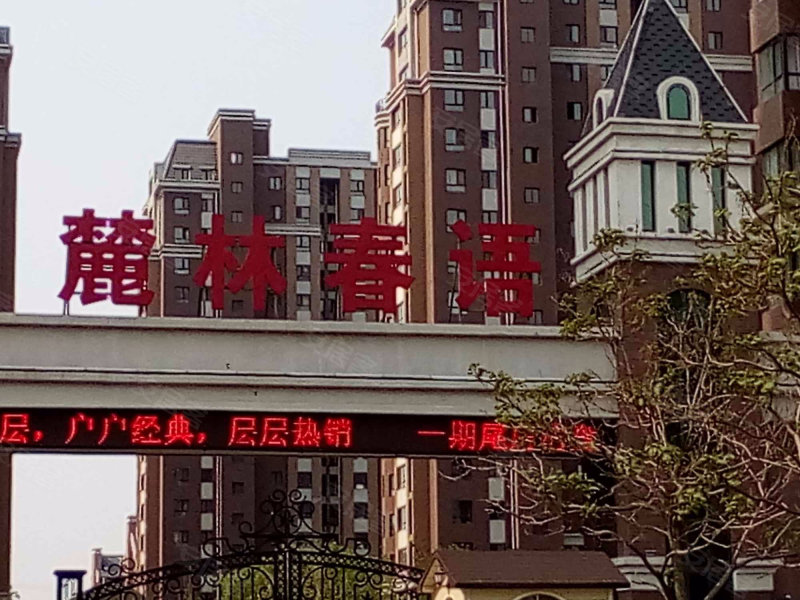 麓林春语
层，户户经典，层层热销 一期尾